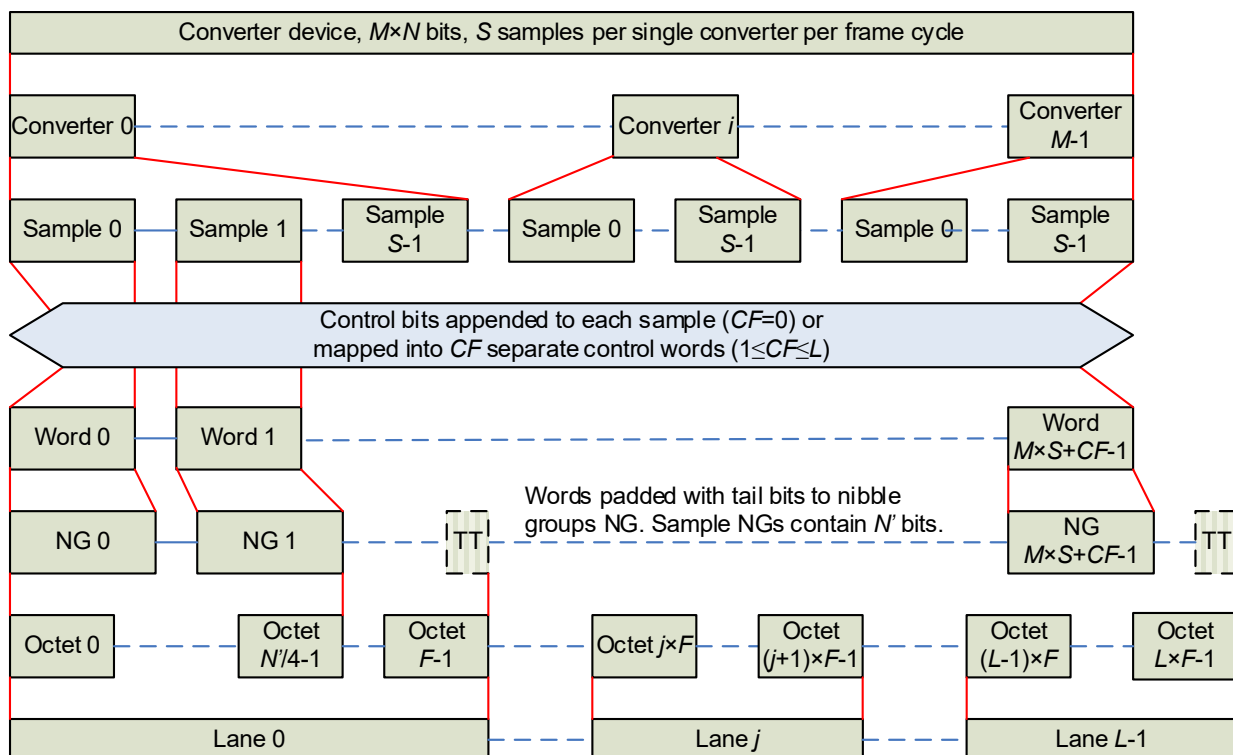 Converter device, M×N bits, S samples per single converter per frame cycle
Converter 0
Converter i
Converter
M-1
Sample 0
Sample 1
Sample
S-1
Sample 0
Sample
S-1
Sample 0
Sample
S-1
Control bits appended to each sample (CF=0) or
mapped into CF separate control words (1≤CF≤L)
Word 0
Word 1
Word
M×S+CF-1
Words padded with tail bits to nibble
groups NG. Sample NGs contain N' bits.
NG 0
NG 1
TT
NG
M×S+CF-1
TT
Octet 0
Octet
N'/4-1
Octet
F-1
Octet j×F
Octet
(j+1)×F-1
Octet
(L-1)×F
Octet
L×F-1
Lane 0
Lane j
Lane L-1